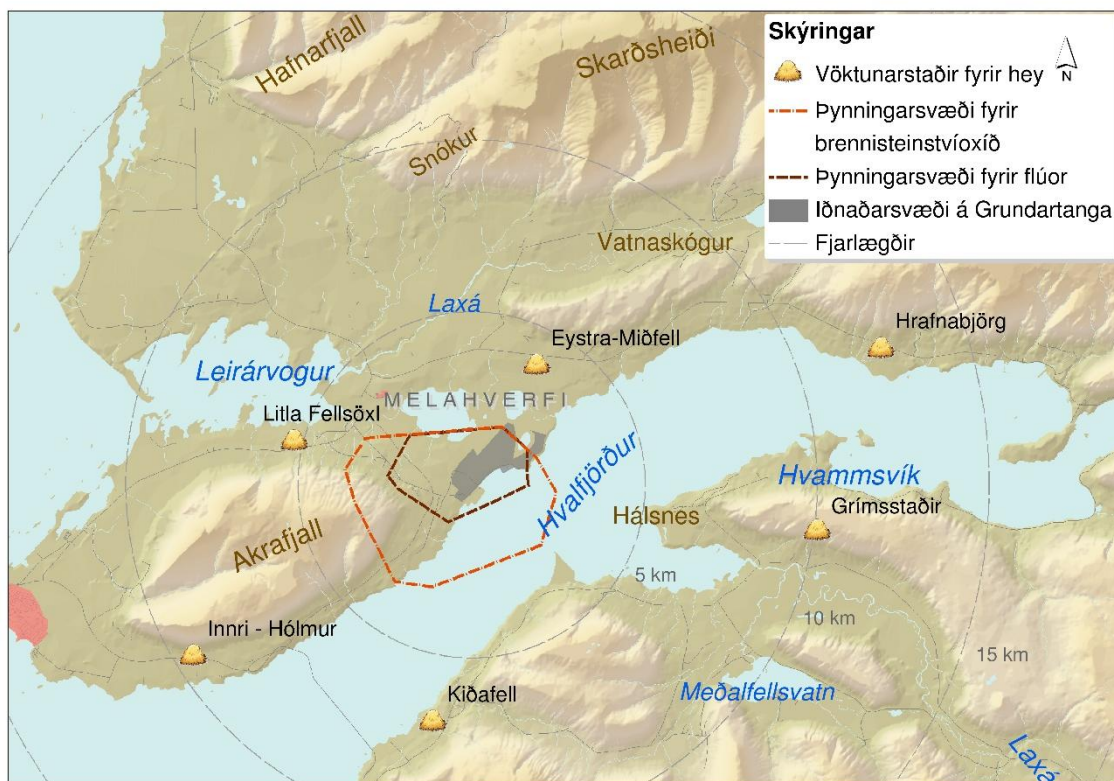 Skýringar
N
Vöktunarstaðir fyrir hey
Þynningarsvæði fyrir
brennisteinstvíoxíð
Þynningarsvæði fyrir flúor
Iðnaðarsvæði á Grundartanga
Fjarlægðir
Hafnarfjall
Skarðsheiði
Snókur
Vatnaskógur
Laxá
Hrafnabjörg
Eystra-Miðfell
Leirárvogur
MELAHVERFI
Litla Fellsöxl
Hvalfjörður
Hvammsvík
Grímsstaðir
Hálsnes
Akrafjall
5 km
10 km
Innri - Hólmur
15 km
Kiðafell
Meðalfellsvatn
Laxá